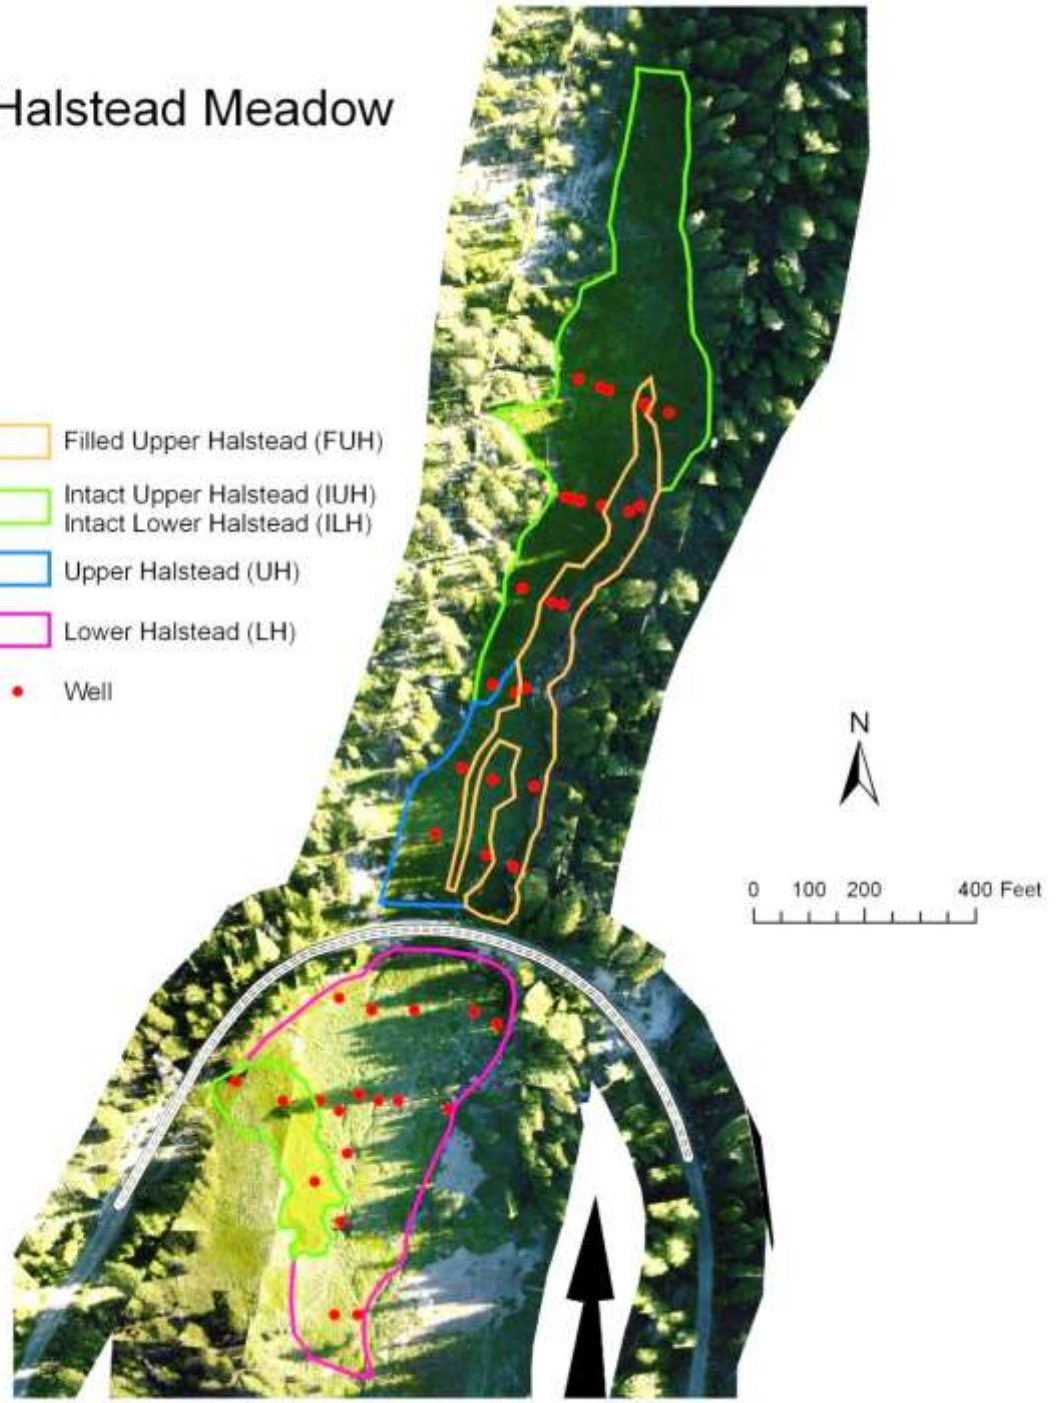 Halstead Meadow
Filled Upper Halstead (FUH)
Intact Upper Halstead (IUH)
Intact Lower Halstead (ILH)
Upper Halstead (UH)
Lower Halstead (LH)
Well
N
0 100 200 400 Feet